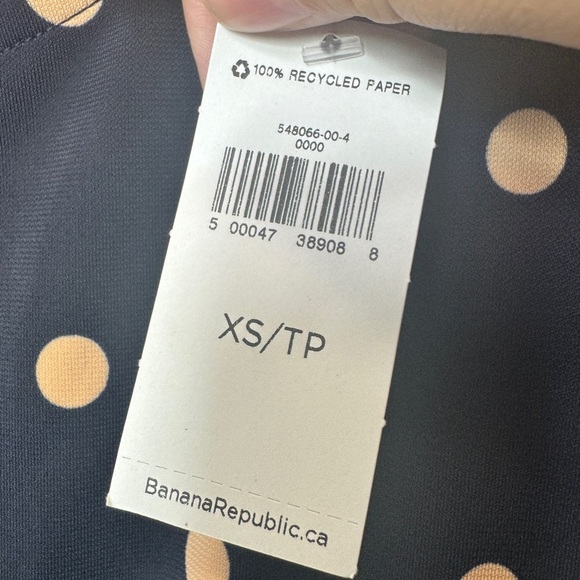 100% RECYCLED PAPER
548066-00-4
0000
5 00047 38908 8
XS/TP
BananaRepublic.ca